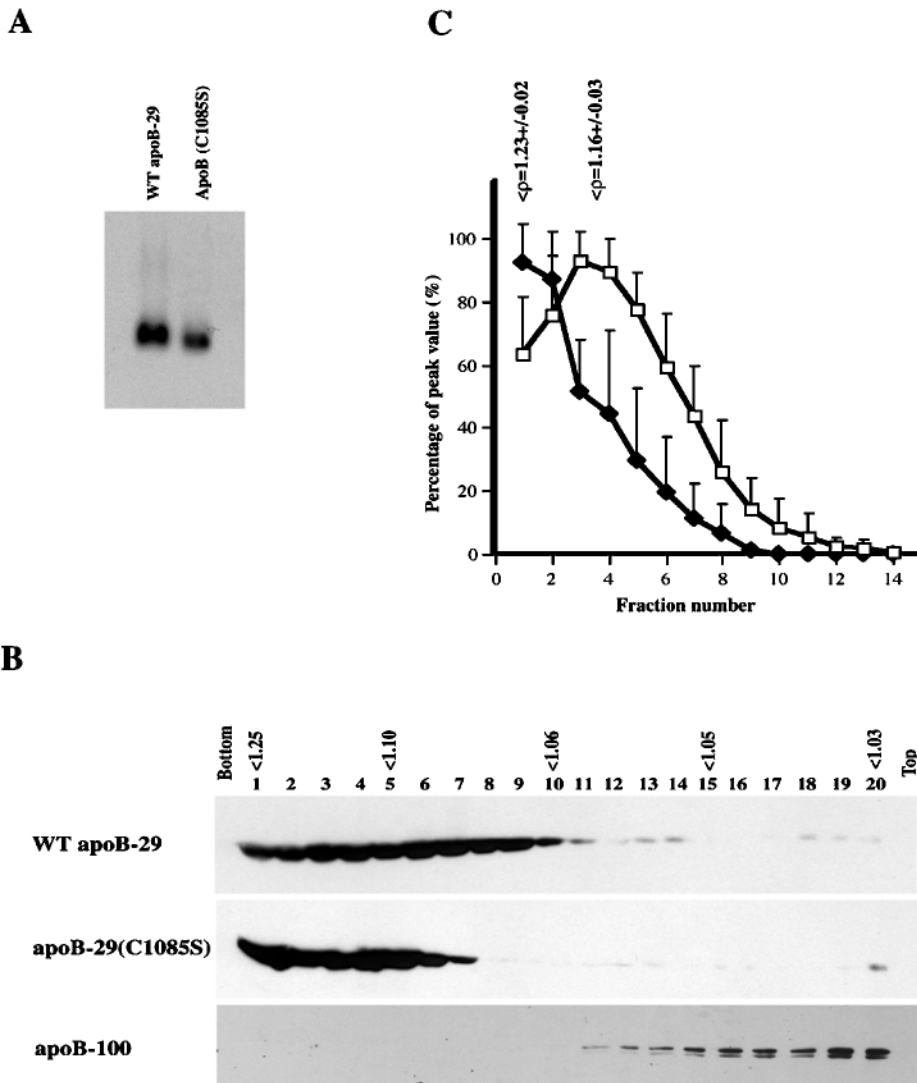 A
C
WT apoB-29
ApoB (C1085S)
<ρ=1.23+/-0.02
<ρ=1.16+/-0.03
Percentage of peak value (%)
100
80
60
40
20
0
0 2 4 6 8 10 12 14
Fraction number
B
Bottom <1.25 <1.10 <1.06 <1.05 <1.03 Top
1 2 3 4 5 6 7 8 9 10 11 12 13 14 15 16 17 18 19 20
WT apoB-29
apoB-29(C1085S)
apoB-100